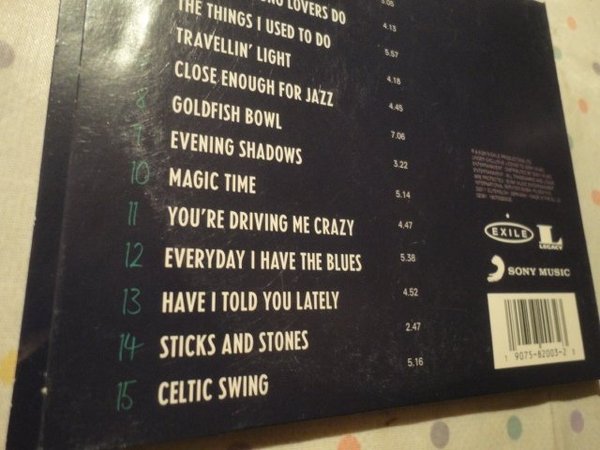 LOVERS DO 4.13
THE THINGS I USED TO DO 5.57
TRAVELLIN' LIGHT 4.18
CLOSE ENOUGH FOR JAZZ 4.48
8 GOLDFISH BOWL 7.06
EVENING SHADOWS 3.22
10 MAGIC TIME 5.14
11 YOU'RE DRIVING ME CRAZY 4.47
12 EVERYDAY I HAVE THE BLUES 5.38
13 HAVE I TOLD YOU LATELY 4.52
14 STICKS AND STONES 2.47
15 CELTIC SWING 5.16
EXILE
L LEGACY
SONY MUSIC
1 9075-82003-2